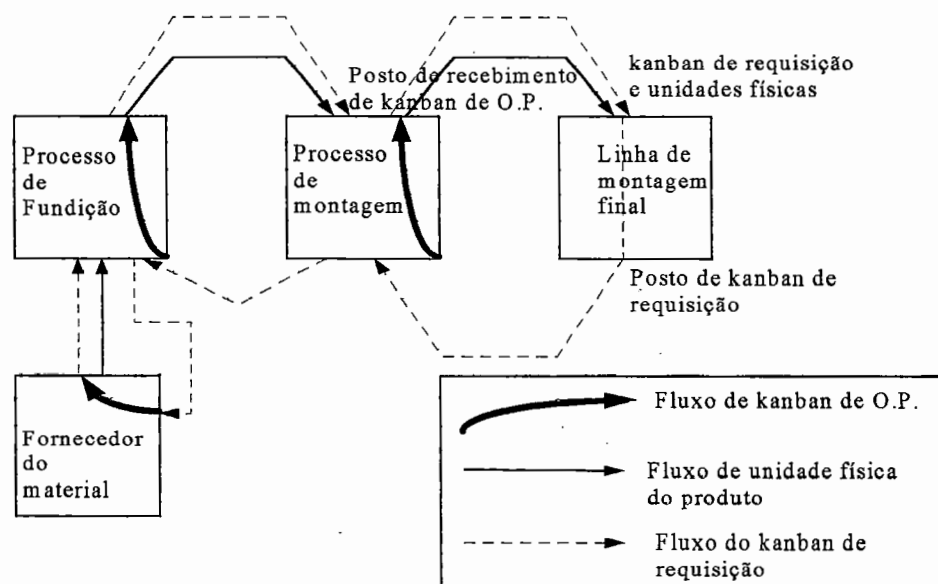 Posto de recebimento
de kanban de O.P.
kanban de requisição
e unidades físicas
Processo
de
Fundição
Processo
de
montagem
Linha de
montagem
final
Posto de kanban de
requisição
Fornecedor
do
material
Fluxo de kanban de O.P.
Fluxo de unidade física
do produto
Fluxo do kanban de
requisição